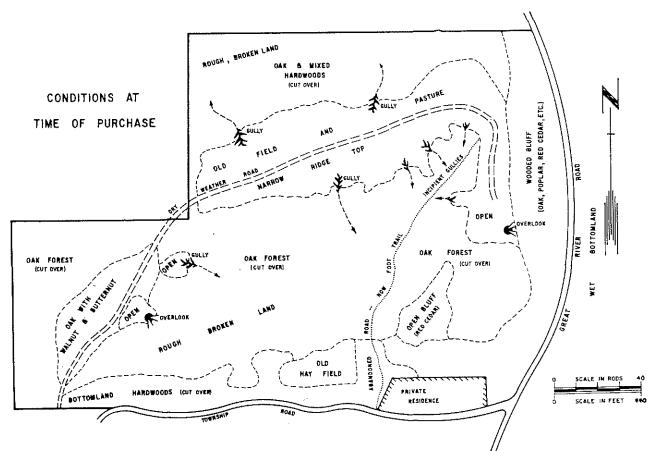 CONDITIONS AT
TIME OF PURCHASE
ROUGH, BROKEN LAND
OAK & MIXED
HARDWOODS
(CUT OVER)
GULLY
GULLY
OLD FIELD AND PASTURE
DRY WEATHER ROAD
NARROW RIDGE TOP
GULLY
INCIPIENT GULLIES
WOODED BLUFF
(OAK, POPLAR, RED CEDAR, ETC.)
N
OPEN
OVERLOOK
GREAT RIVER ROAD
WET BOTTOMLAND
OAK FOREST
(CUT OVER)
OAK FOREST
(CUT OVER)
OAK FOREST
(CUT OVER)
OPEN
GULLY
OAK WITH
WALNUT & BUTTERNUT
OPEN
OVERLOOK
ROUGH BROKEN LAND
ABANDONED ROAD NOW FOOT TRAIL
OPEN BLUFF
(RED CEDAR)
OLD
HAY FIELD
BOTTOMLAND HARDWOODS (CUT OVER)
PRIVATE
RESIDENCE
TOWNSHIP ROAD
0 SCALE IN RODS 40
0 SCALE IN FEET 660